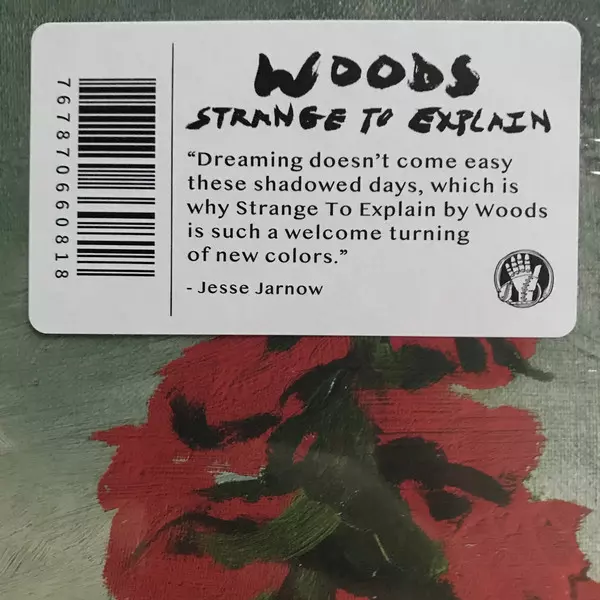 767870660818
WOODS
STRANGE TO EXPLAIN
“Dreaming doesn’t come easy
these shadowed days, which is
why Strange To Explain by Woods
is such a welcome turning
of new colors.”
- Jesse Jarnow